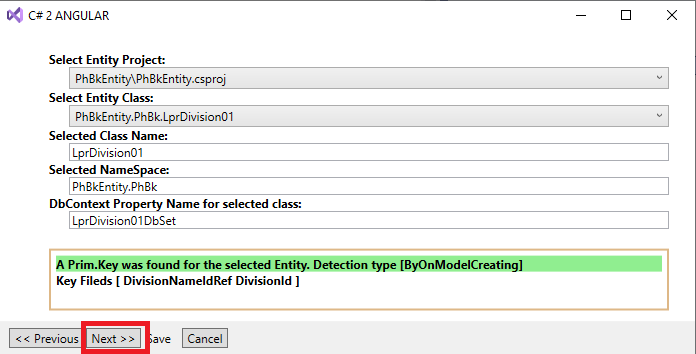 C# 2 ANGULAR
Select Entity Project:
PhBkEntity\PhBkEntity.csproj
Select Entity Class:
PhBkEntity.PhBk.LprDivision01
Selected Class Name:
LprDivision01
Selected NameSpace:
PhBkEntity.PhBk
DbContext Property Name for selected class:
LprDivision01DbSet
A Prim.Key was found for the selected Entity. Detection type [ByOnModelCreating]
Key Fileds [ DivisionNameIdRef DivisionId ]
<< Previous Next >> Save Cancel